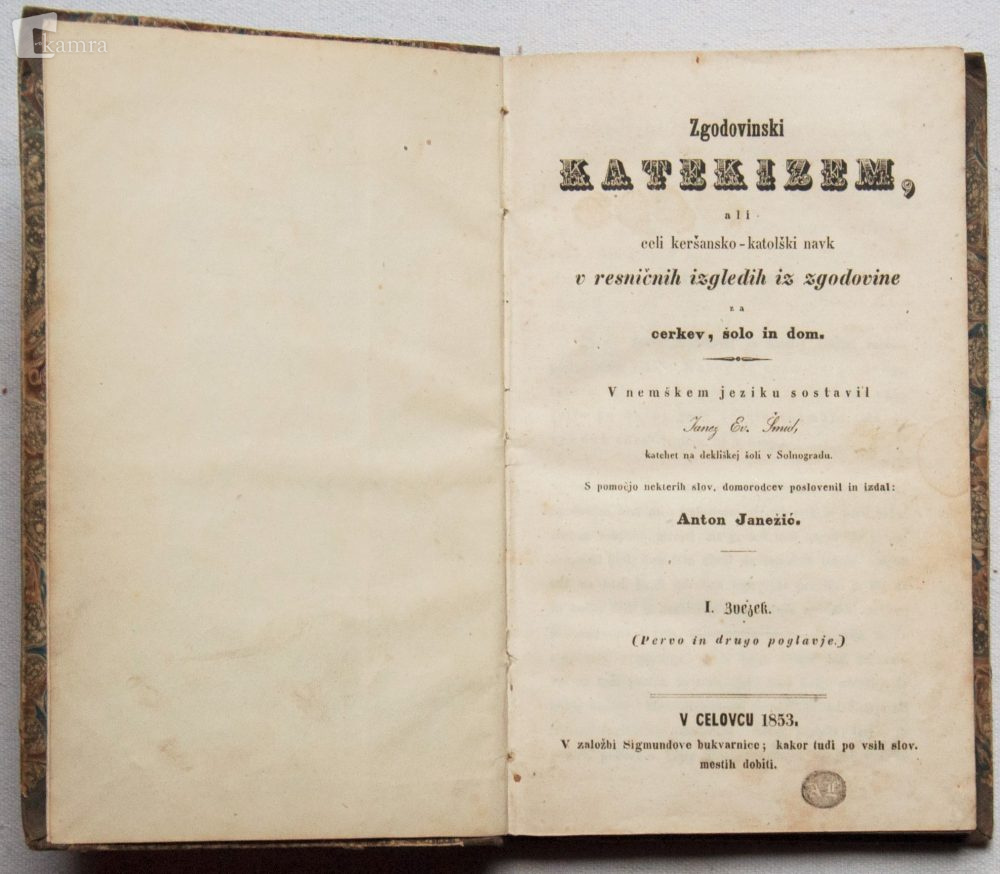 kamra
Zgodovinski
KATEKIZEM,
ali
celi keršansko-katolški navk
v resničnih izgledih iz zgodovine
za
cerkev, šolo in dom.
V nemškem jeziku sostavil
Janez Ev. Šmid,
katehet na dekliškej šoli v Solnogradu.
S pomočjo nekterih slov. domorodcev poslovenil in izdal:
Anton Janežić.
I. Zvezek.
(Pervo in drugo poglavje.)
V CELOVCU 1853.
V založbi Sigmundove bukvarnice; kakor tudi po vsih slov.
mestih dobiti.